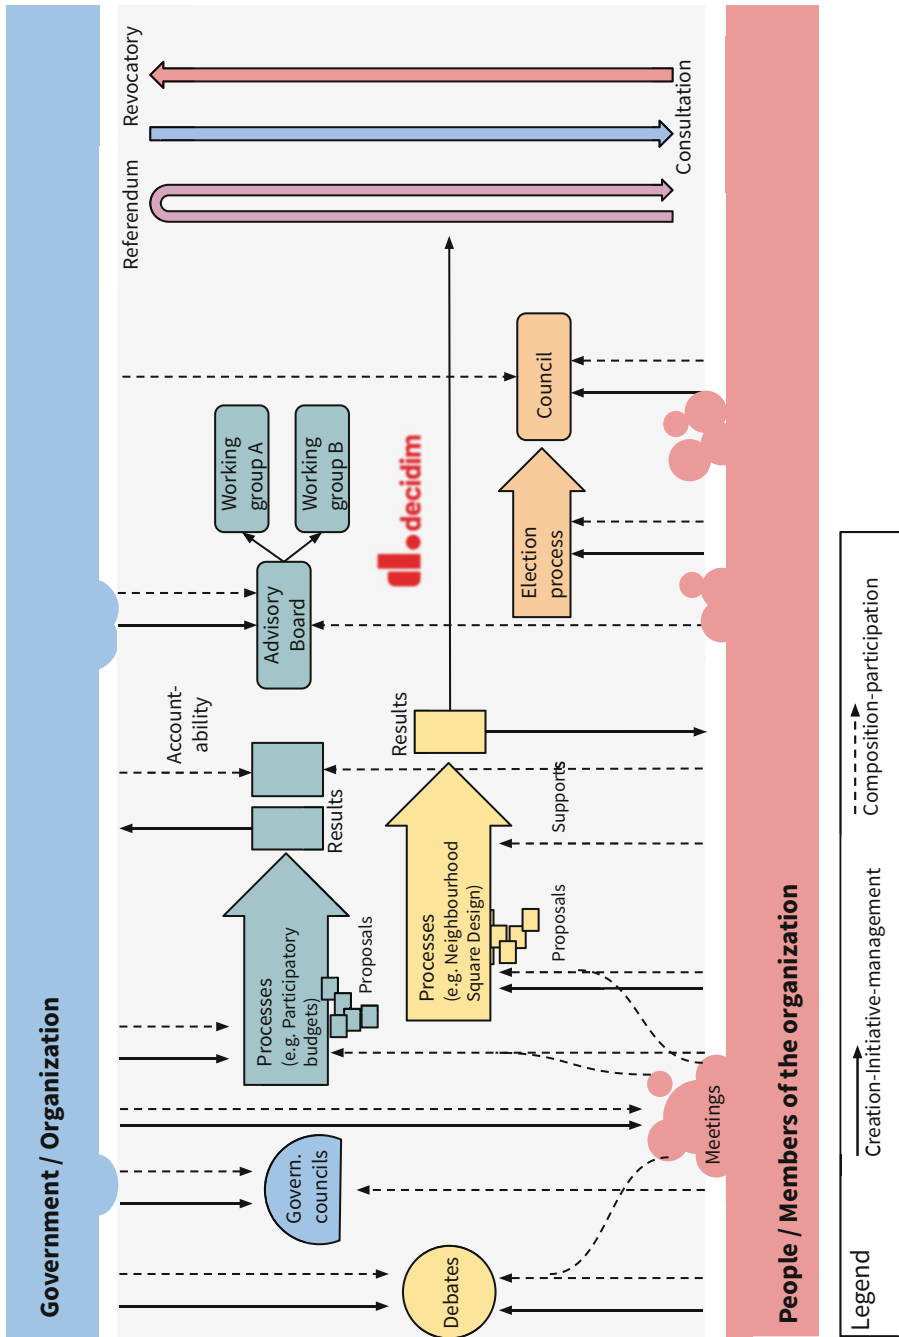 Government / Organization
Debates
Govern.
councils
Meetings
Processes
(e.g. Participatory
budgets)
Proposals
Results
Account-
ability
Processes
(e.g. Neighbourhood
Square Design)
Proposals
Supports
Results
Advisory
Board
Working
group A
Working
group B
decidim
Election
process
Council
Referendum
Revocatory
Consultation
People / Members of the organization
Legend
Creation-Initiative-management
Composition-participation